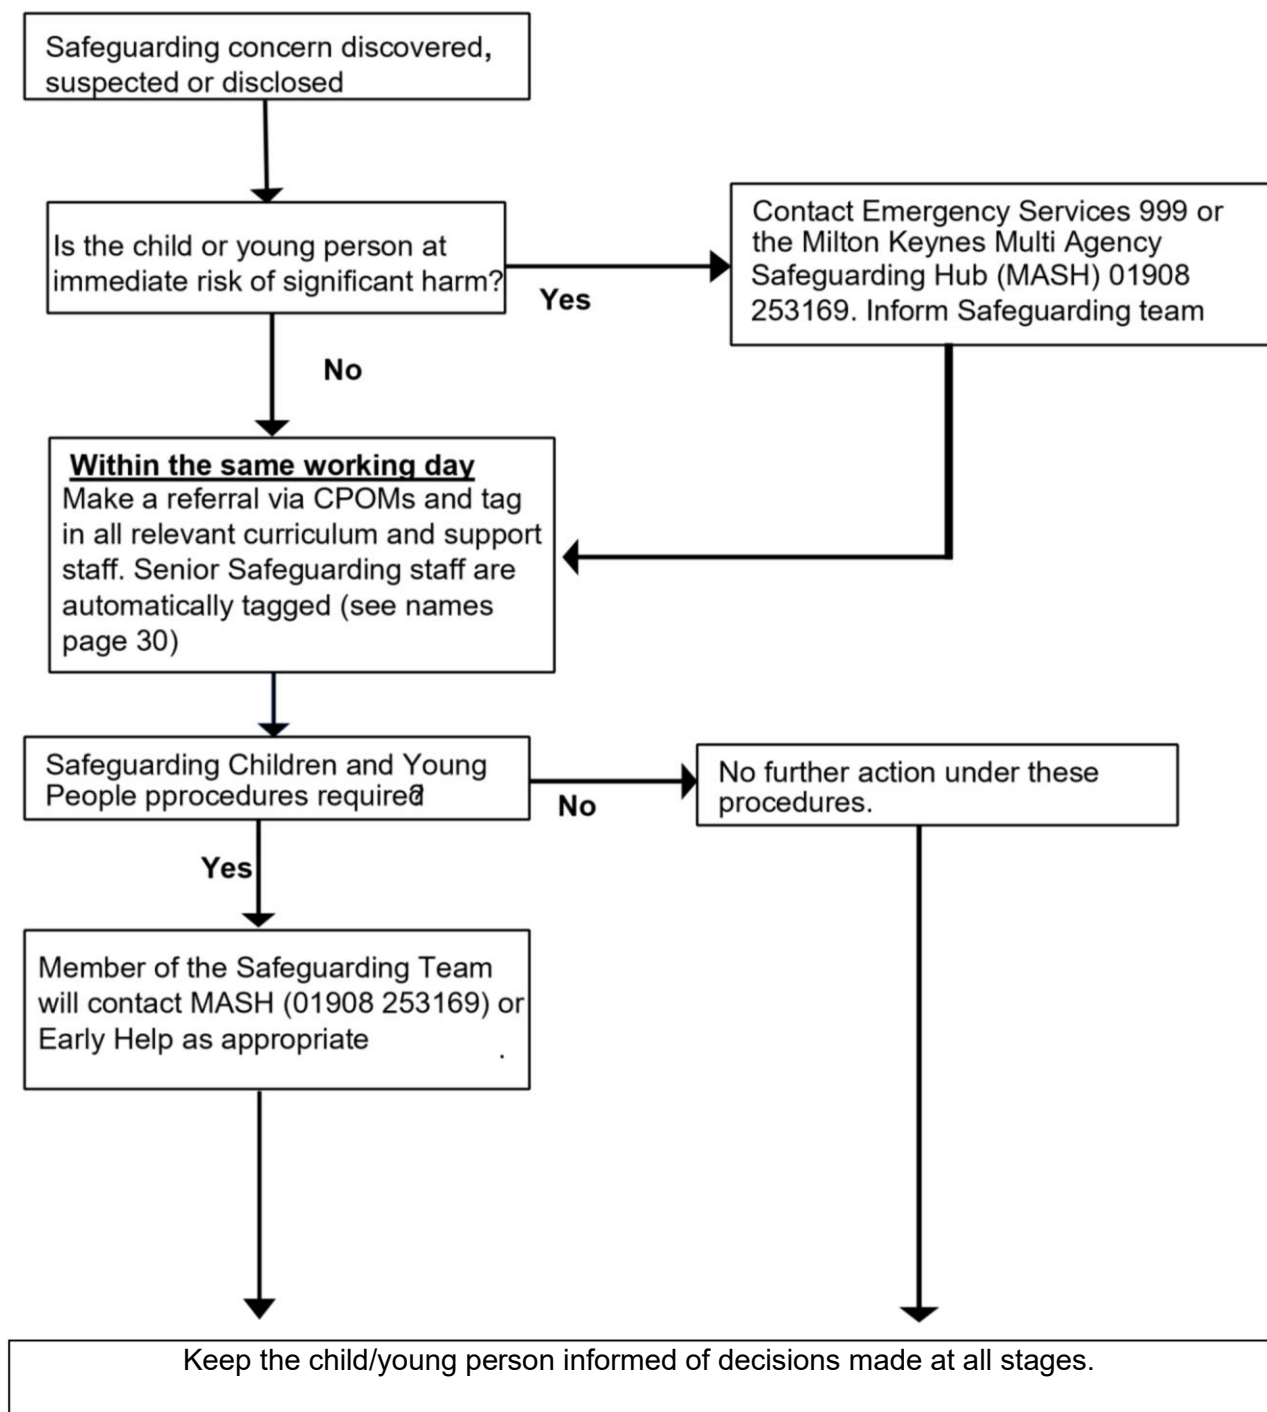 Safeguarding concern discovered,
suspected or disclosed
Is the child or young person at
immediate risk of significant harm?
Yes
Contact Emergency Services 999 or
the Milton Keynes Multi Agency
Safeguarding Hub (MASH) 01908
253169. Inform Safeguarding team
No
Within the same working day
Make a referral via CPOMs and tag
in all relevant curriculum and support
staff. Senior Safeguarding staff are
automatically tagged (see names
page 30)
Safeguarding Children and Young
People pprocedures required?
No
No further action under these
procedures.
Yes
Member of the Safeguarding Team
will contact MASH (01908 253169) or
Early Help as appropriate .
Keep the child/young person informed of decisions made at all stages.